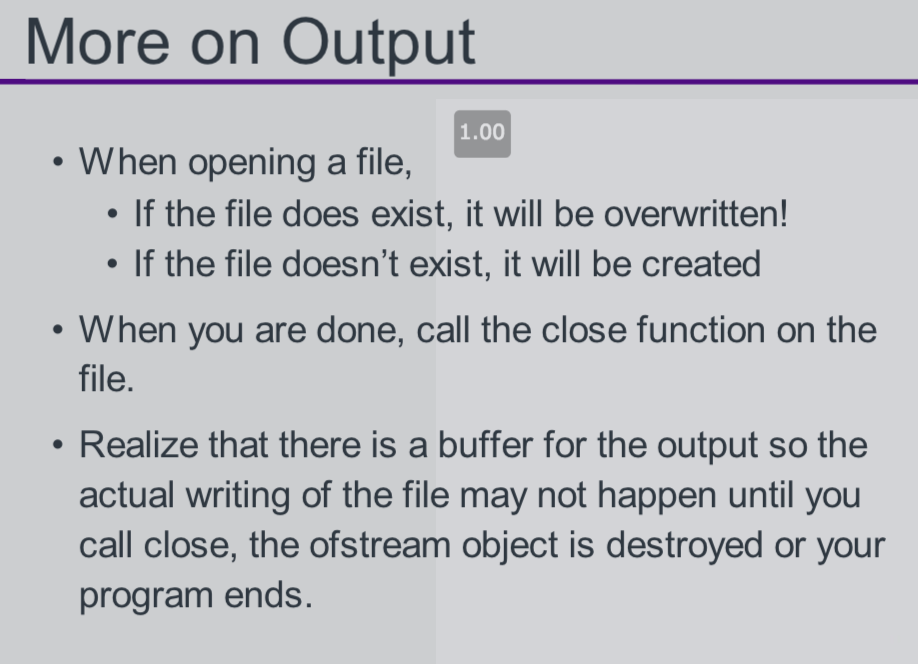 More on Output
1.00
• When opening a file,
• If the file does exist, it will be overwritten!
• If the file doesn’t exist, it will be created
• When you are done, call the close function on the
file.
• Realize that there is a buffer for the output so the
actual writing of the file may not happen until you
call close, the ofstream object is destroyed or your
program ends.